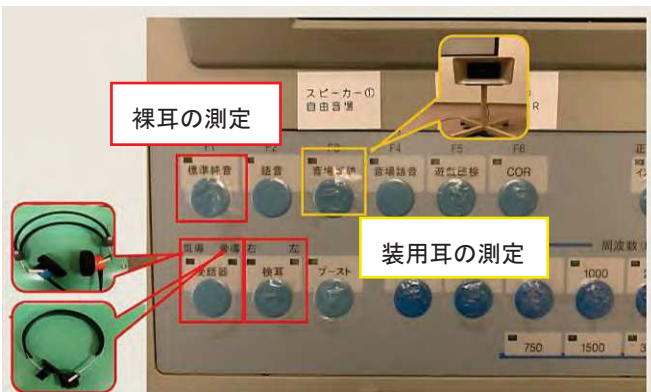 スピーカー①
自由音場
R
裸耳の測定
F1 F2 F3 F4 F5 F6
標準純音 語音 音場閾値 音場語音 遊戯聴検 COR
装用耳の測定
気導 骨導 右 左
受話器 検耳 ブースト
周波数
1000
750 1500 3